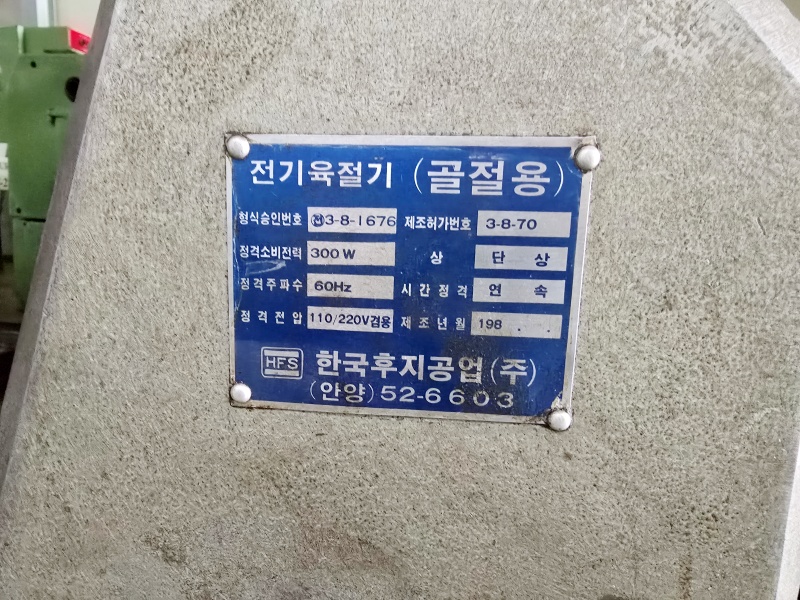 전기육절기 (골절용)
형식승인번호 전3-8-1676 제조허가번호 3-8-70
정격소비전력 300W 상 단상
정격주파수 60Hz 시간정격 연속
정격전압 110/220V겸용 제조년월 198 . .
HFS 한국후지공업(주)
(안양) 52-6603